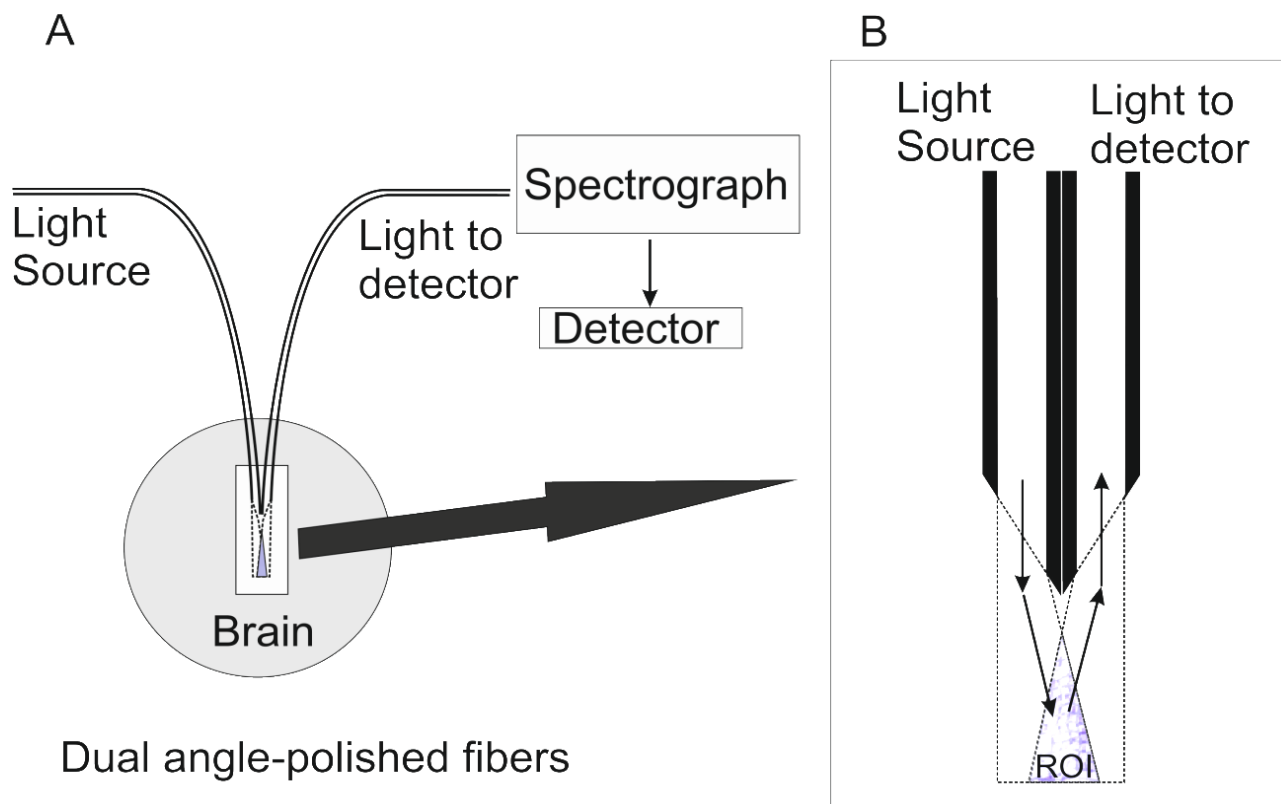 A
Light
Source
Light to
detector
Spectrograph
Detector
Brain
Dual angle-polished fibers
B
Light
Source
Light to
detector
ROI